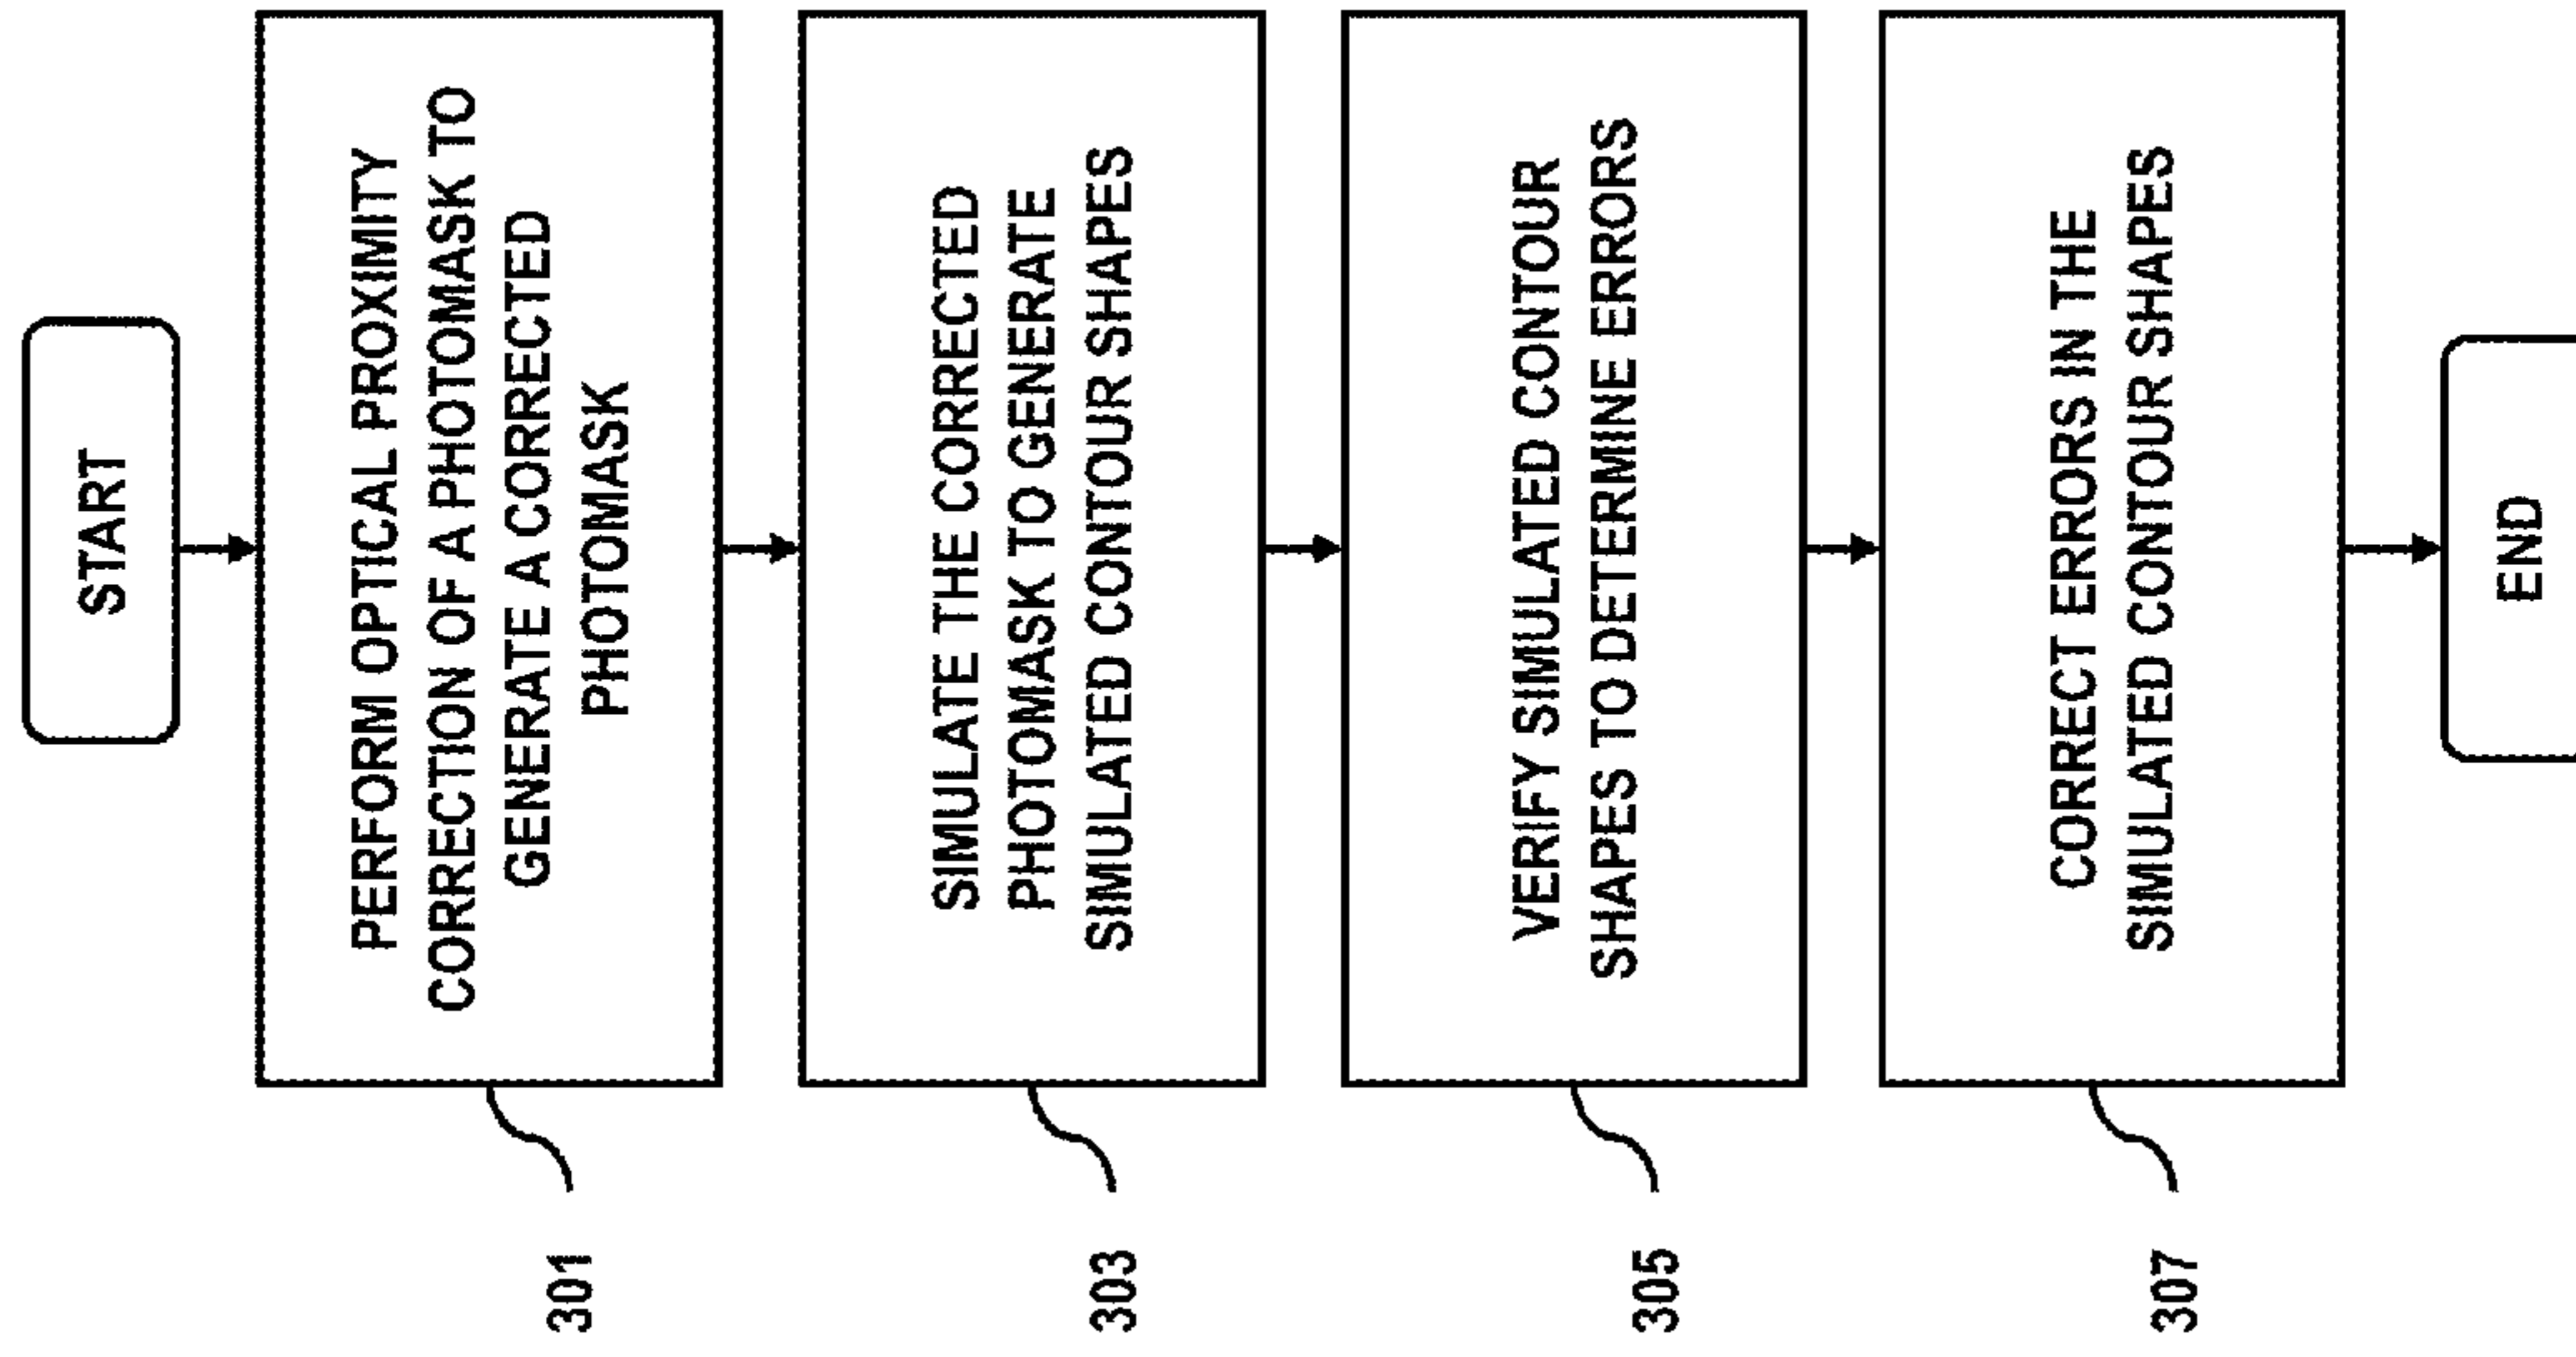 START
301
PERFORM OPTICAL PROXIMITY
CORRECTION OF A PHOTOMASK TO
GENERATE A CORRECTED
PHOTOMASK
303
SIMULATE THE CORRECTED
PHOTOMASK TO GENERATE
SIMULATED CONTOUR SHAPES
305
VERIFY SIMULATED CONTOUR
SHAPES TO DETERMINE ERRORS
307
CORRECT ERRORS IN THE
SIMULATED CONTOUR SHAPES
END